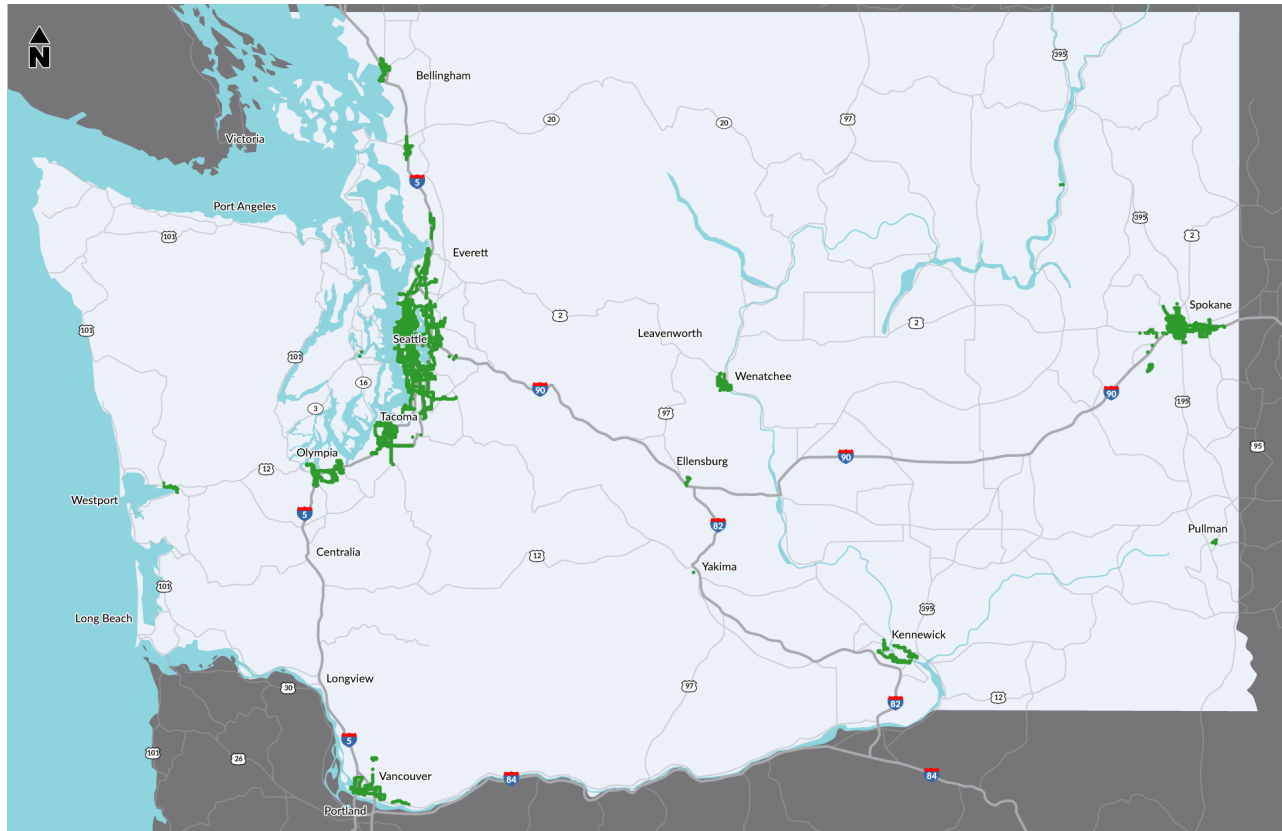 N
Bellingham
395
20
20
97
Victoria
5
Port Angeles
101
395
2
Everett
Spokane
2
2
101
Leavenworth
Seattle
101
Wenatchee
16
90
90
195
3
97
Tacoma
95
Olympia
90
12
Ellensburg
Westport
5
82
Pullman
Centralia
12
Yakima
101
395
Long Beach
Kennewick
Longview
30
97
12
82
5
101
26
Vancouver
84
84
Portland